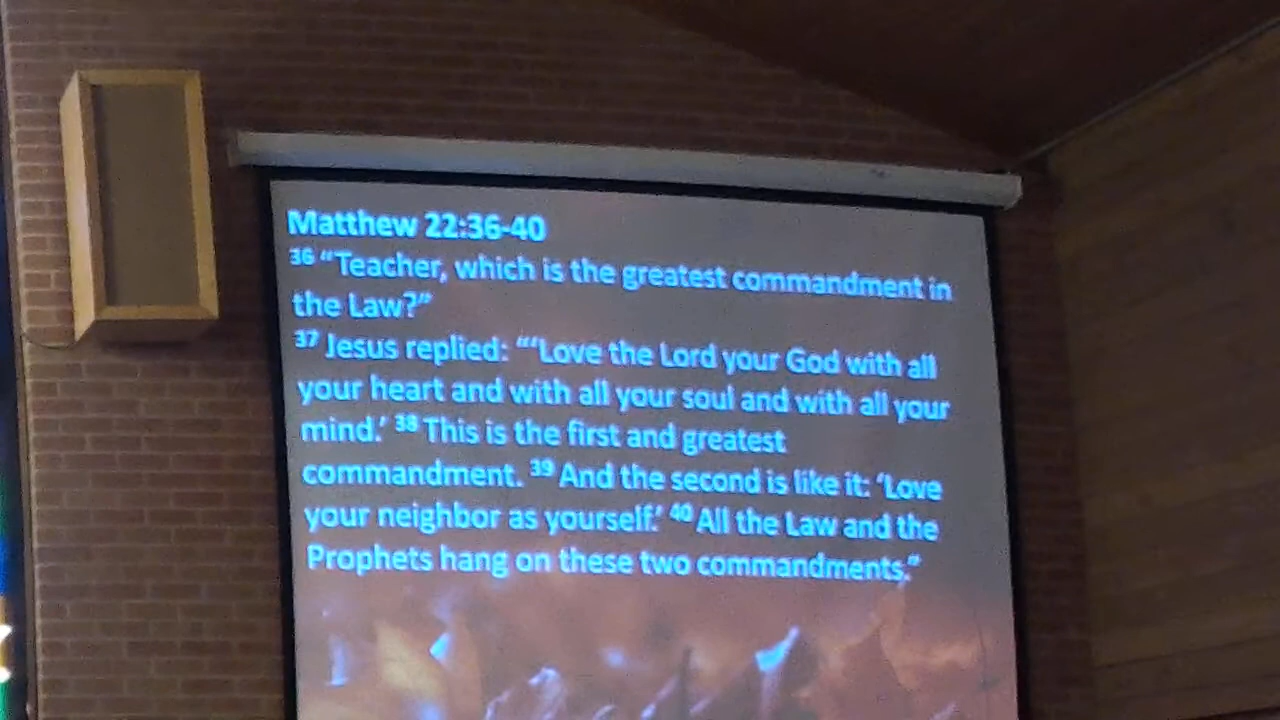 Matthew 22:36-40
³⁶ “Teacher, which is the greatest commandment in
the Law?”
³⁷ Jesus replied: “‘Love the Lord your God with all
your heart and with all your soul and with all your
mind.’ ³⁸ This is the first and greatest
commandment. ³⁹ And the second is like it: ‘Love
your neighbor as yourself.’ ⁴⁰ All the Law and the
Prophets hang on these two commandments.”